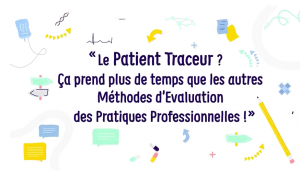 « Le Patient Traceur ?
Ça prend plus de temps que les autres
Méthodes d'Evaluation
des Pratiques Professionnelles !»